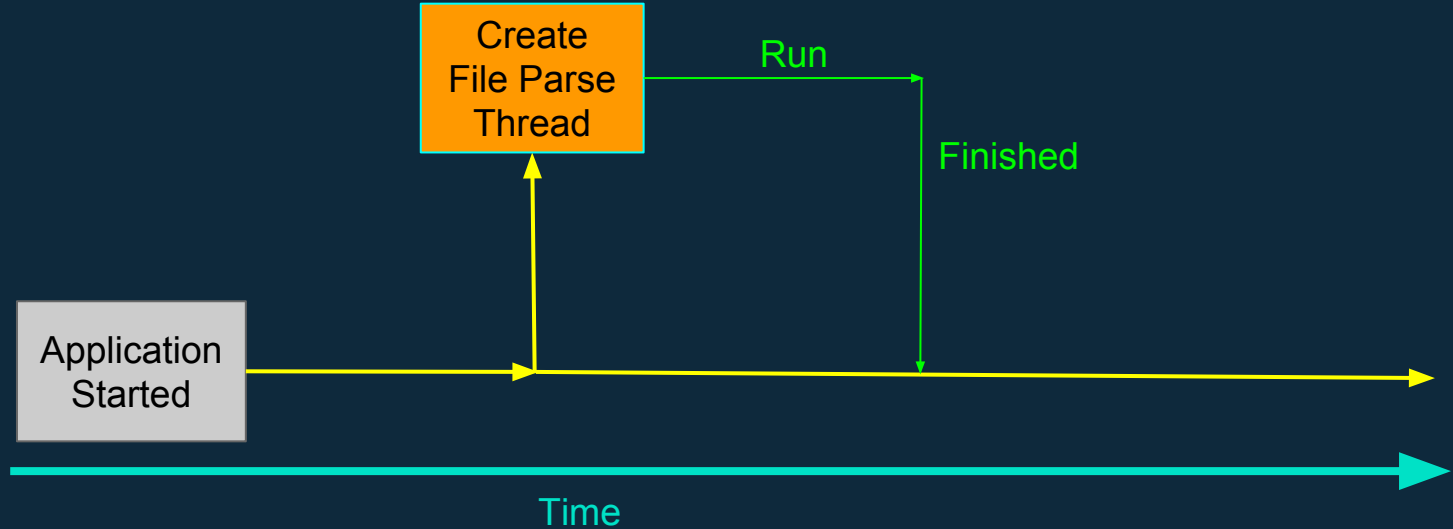 Create
File Parse
Thread
Run
Finished
Application
Started
Time